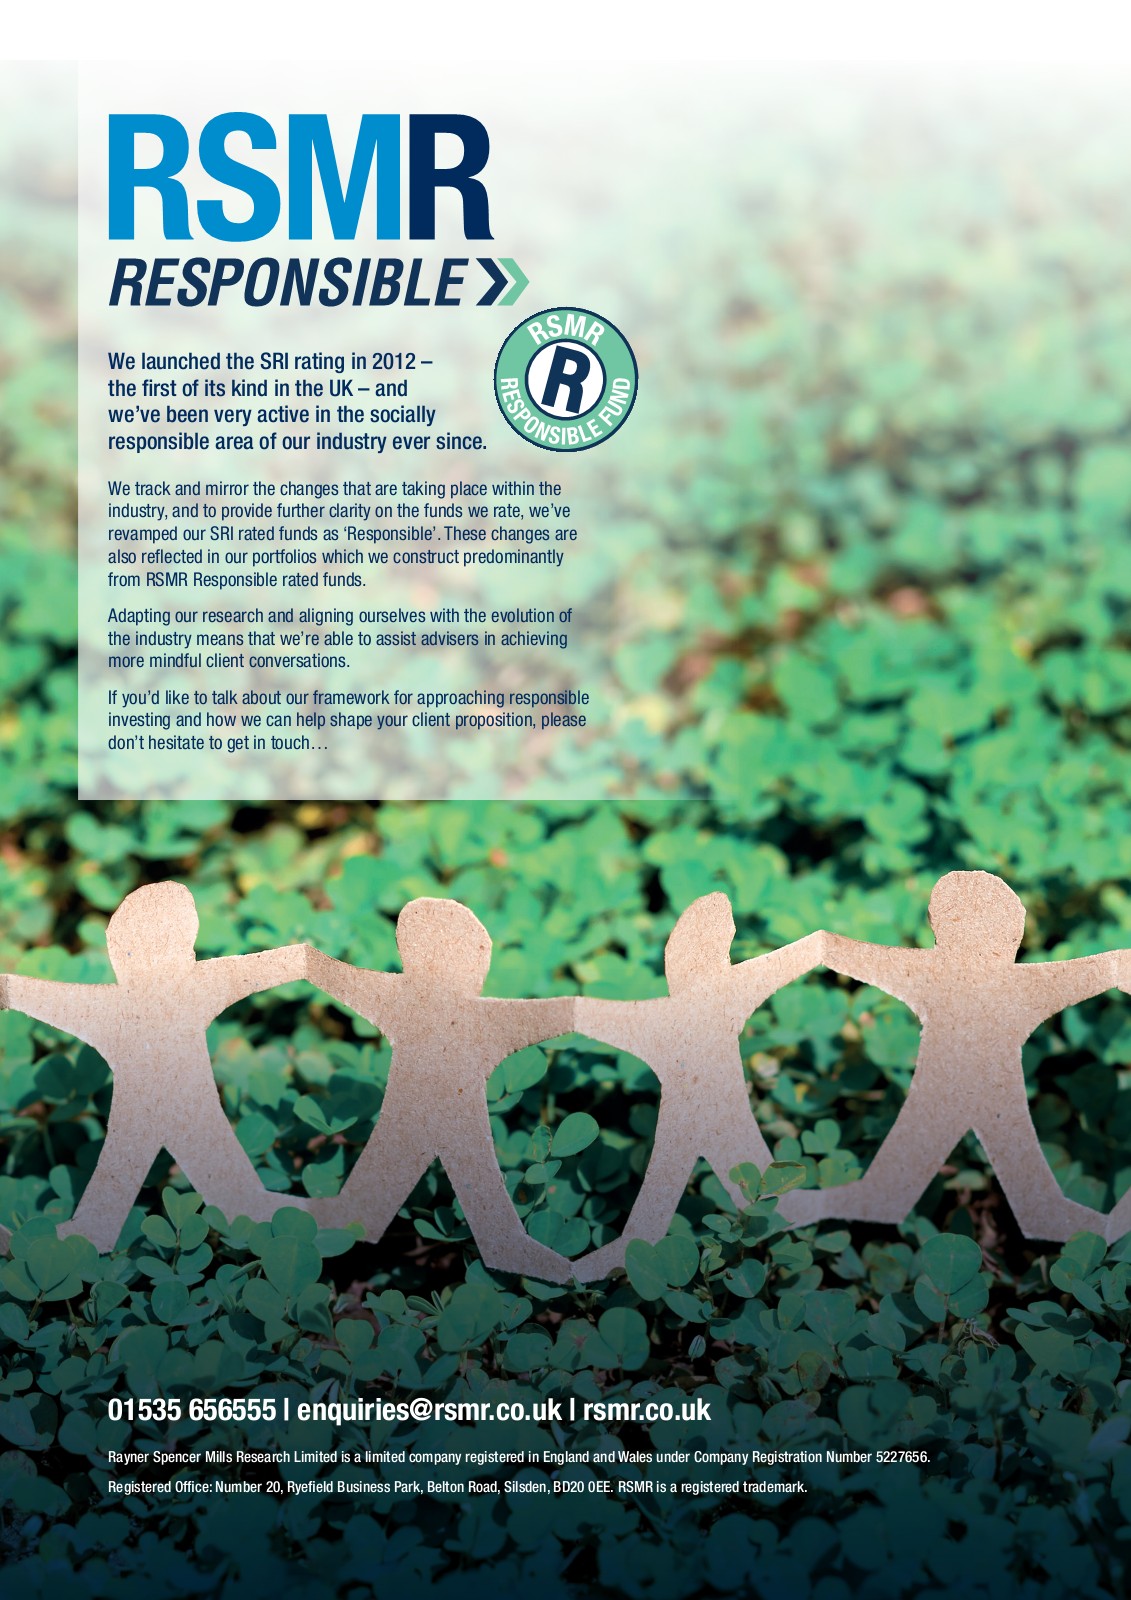 RSMR
RESPONSIBLE
RSMR
R
RESPONSIBLE FUND
We launched the SRI rating in 2012 –
the first of its kind in the UK – and
we've been very active in the socially
responsible area of our industry ever since.
We track and mirror the changes that are taking place within the
industry, and to provide further clarity on the funds we rate, we've
revamped our SRI rated funds as 'Responsible'. These changes are
also reflected in our portfolios which we construct predominantly
from RSMR Responsible rated funds.
Adapting our research and aligning ourselves with the evolution of
the industry means that we're able to assist advisers in achieving
more mindful client conversations.
If you'd like to talk about our framework for approaching responsible
investing and how we can help shape your client proposition, please
don't hesitate to get in touch…
01535 656555 | enquiries@rsmr.co.uk | rsmr.co.uk
Rayner Spencer Mills Research Limited is a limited company registered in England and Wales under Company Registration Number 5227656.
Registered Office: Number 20, Ryefield Business Park, Belton Road, Silsden, BD20 0EE. RSMR is a registered trademark.